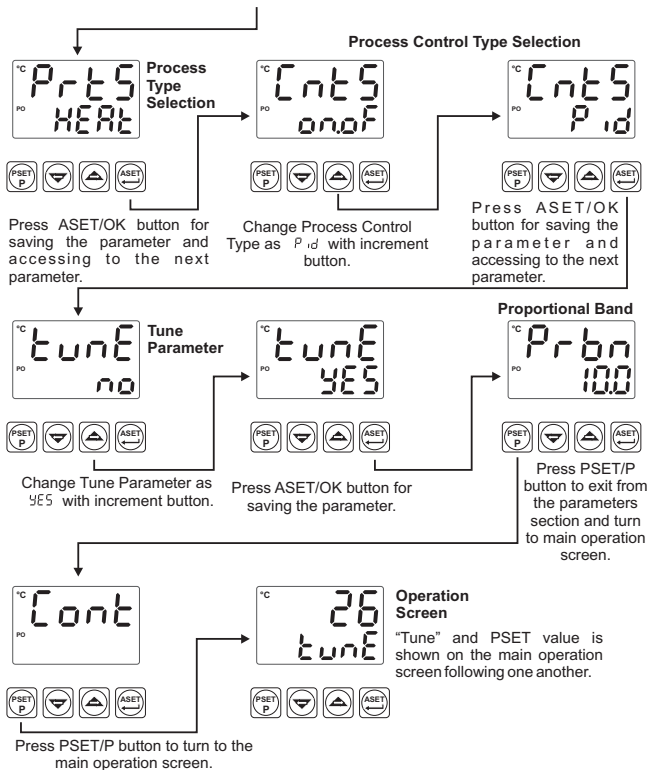 Process Control Type Selection
°C
PrtS
PO
HEAt
Process
Type
Selection
°C
CntS
PO
on.oF
°C
CntS
PO
Pid
PSET
P
ASET
PSET
P
ASET
PSET
P
ASET
Press ASET/OK button for
saving the parameter and
accessing to the next
parameter.
Change Process Control
Type as Pid with increment
button.
Press ASET/OK
button for saving the
parameter and
accessing to the next
parameter.
°C
tunE
PO
no
Tune
Parameter
°C
tunE
PO
YES
Proportional Band
°C
Prbn
PO
10.0
PSET
P
ASET
PSET
P
ASET
PSET
P
ASET
Change Tune Parameter as
YES with increment button.
Press ASET/OK button for
saving the parameter.
Press PSET/P
button to exit from
the parameters
section and turn
to main operation
screen.
°C
Cont
PO
°C
26
tunE
Operation
Screen
“Tune” and PSET value is
shown on the main operation
screen following one another.
PSET
P
ASET
PSET
P
ASET
Press PSET/P button to turn to the
main operation screen.